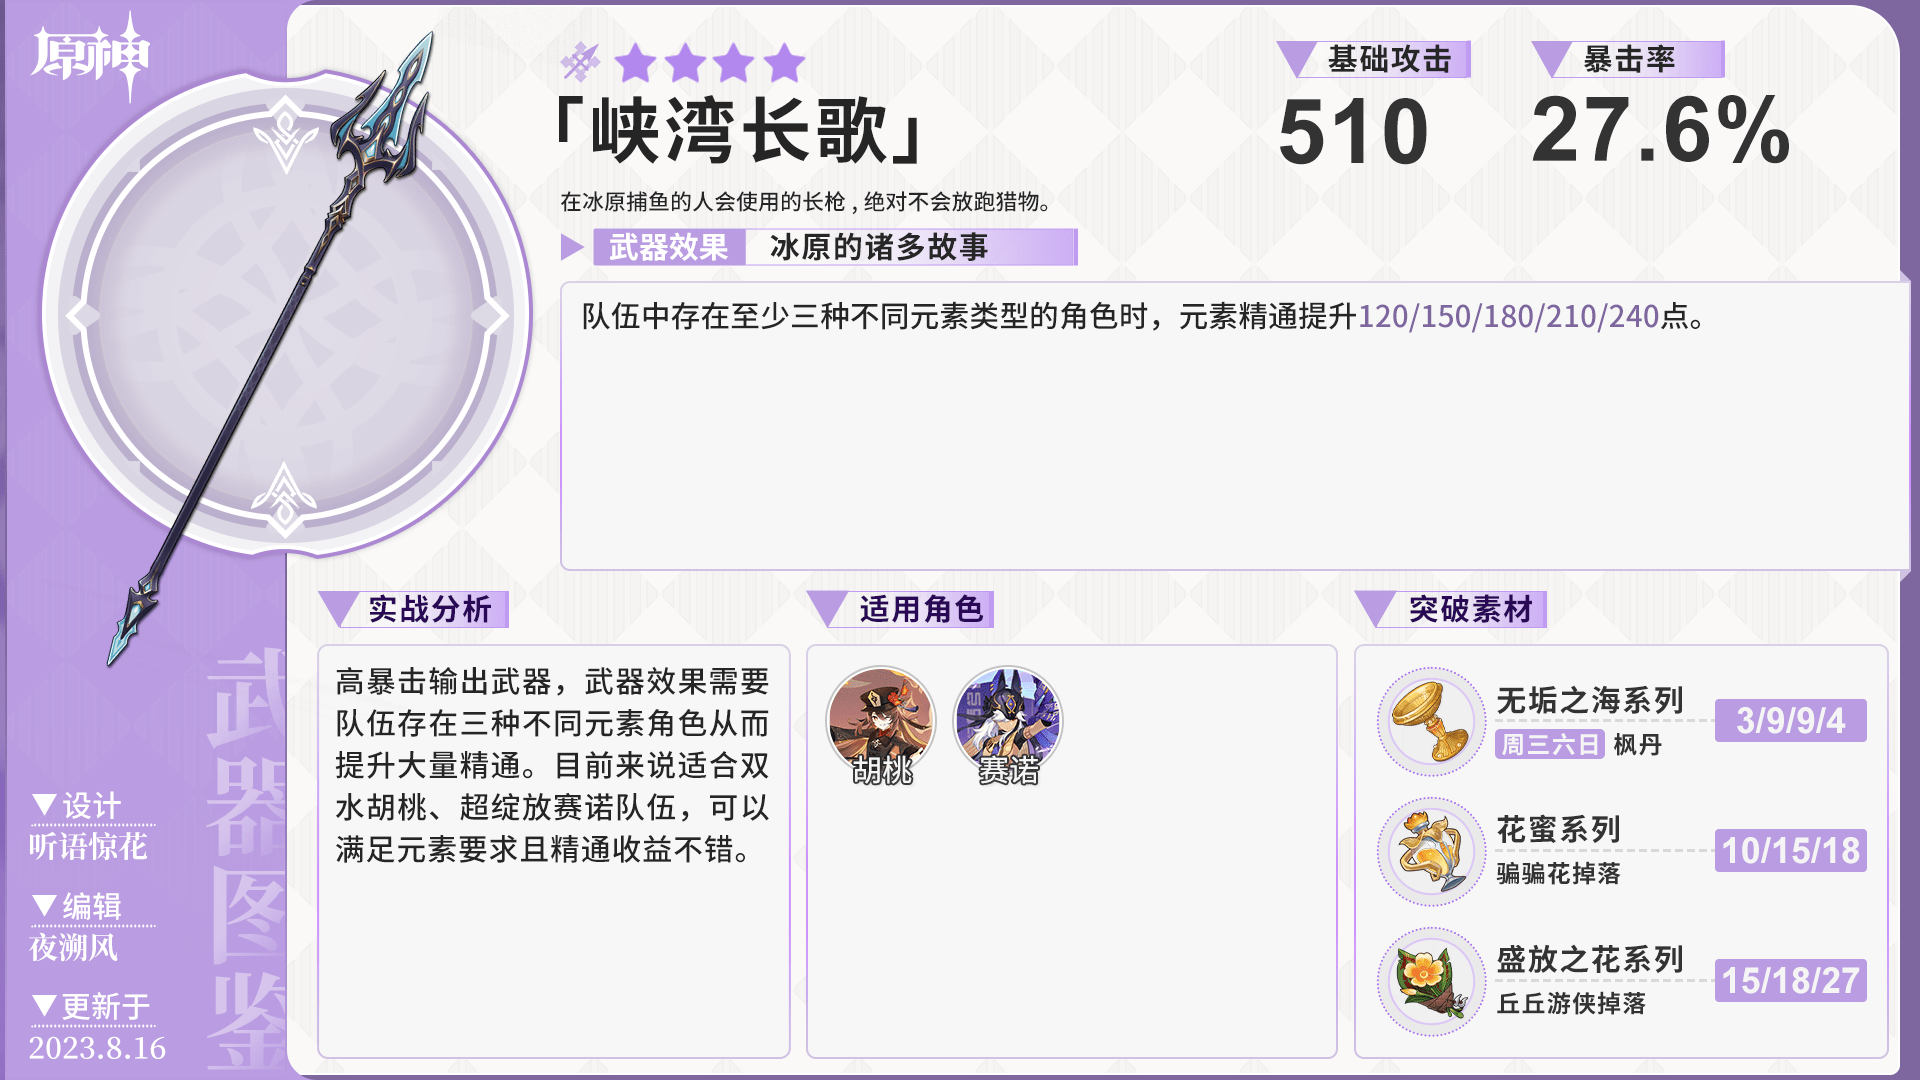 原神
「峡湾长歌」
基础攻击
510
暴击率
27.6%
在冰原捕鱼的人会使用的长枪，绝对不会放跑猎物。
武器效果 冰原的诸多故事
队伍中存在至少三种不同元素类型的角色时，元素精通提升120/150/180/210/240点。
实战分析
高暴击输出武器，武器效果需要
队伍存在三种不同元素角色从而
提升大量精通。目前来说适合双
水胡桃、超绽放赛诺队伍，可以
满足元素要求且精通收益不错。
适用角色
胡桃
赛诺
突破素材
无垢之海系列
周三六日 枫丹
3/9/9/4
花蜜系列
骗骗花掉落
10/15/18
盛放之花系列
丘丘游侠掉落
15/18/27
武器图鉴
▼设计
听语惊花
▼编辑
夜溯风
▼更新于
2023.8.16